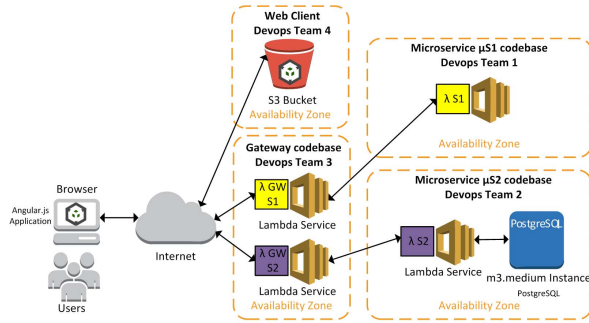 Web Client
Devops Team 4
S3 Bucket
Availability Zone
Microservice µS1 codebase
Devops Team 1
λ S1
Availability Zone
Gateway codebase
Devops Team 3
λ GW
S1
Lambda Service
λ GW
S2
Lambda Service
Availability Zone
Microservice µS2 codebase
Devops Team 2
λ S2
Lambda Service
PostgreSQL
m3.medium Instance
PostgreSQL
Availability Zone
Browser
Angular.js
Application
Internet
Users